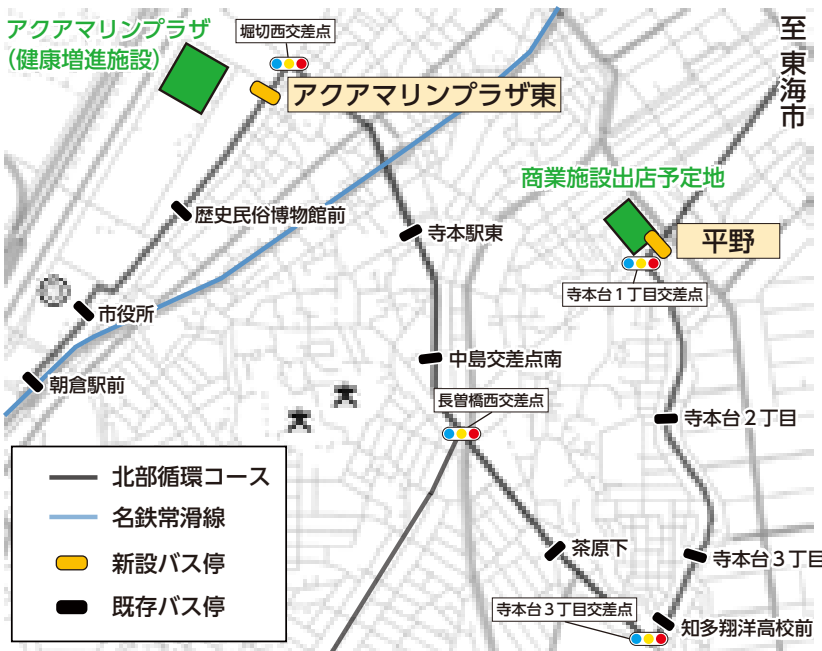 アクアマリンプラザ
(健康増進施設)
堀切西交差点
至 東海市
アクアマリンプラザ東
商業施設出店予定地
歴史民俗博物館前
寺本駅東
平野
寺本台1丁目交差点
市役所
中島交差点南
朝倉駅前
長曽橋西交差点
寺本台2丁目
北部循環コース
名鉄常滑線
新設バス停
既存バス停
茶原下
寺本台3丁目
寺本台3丁目交差点
知多翔洋高校前